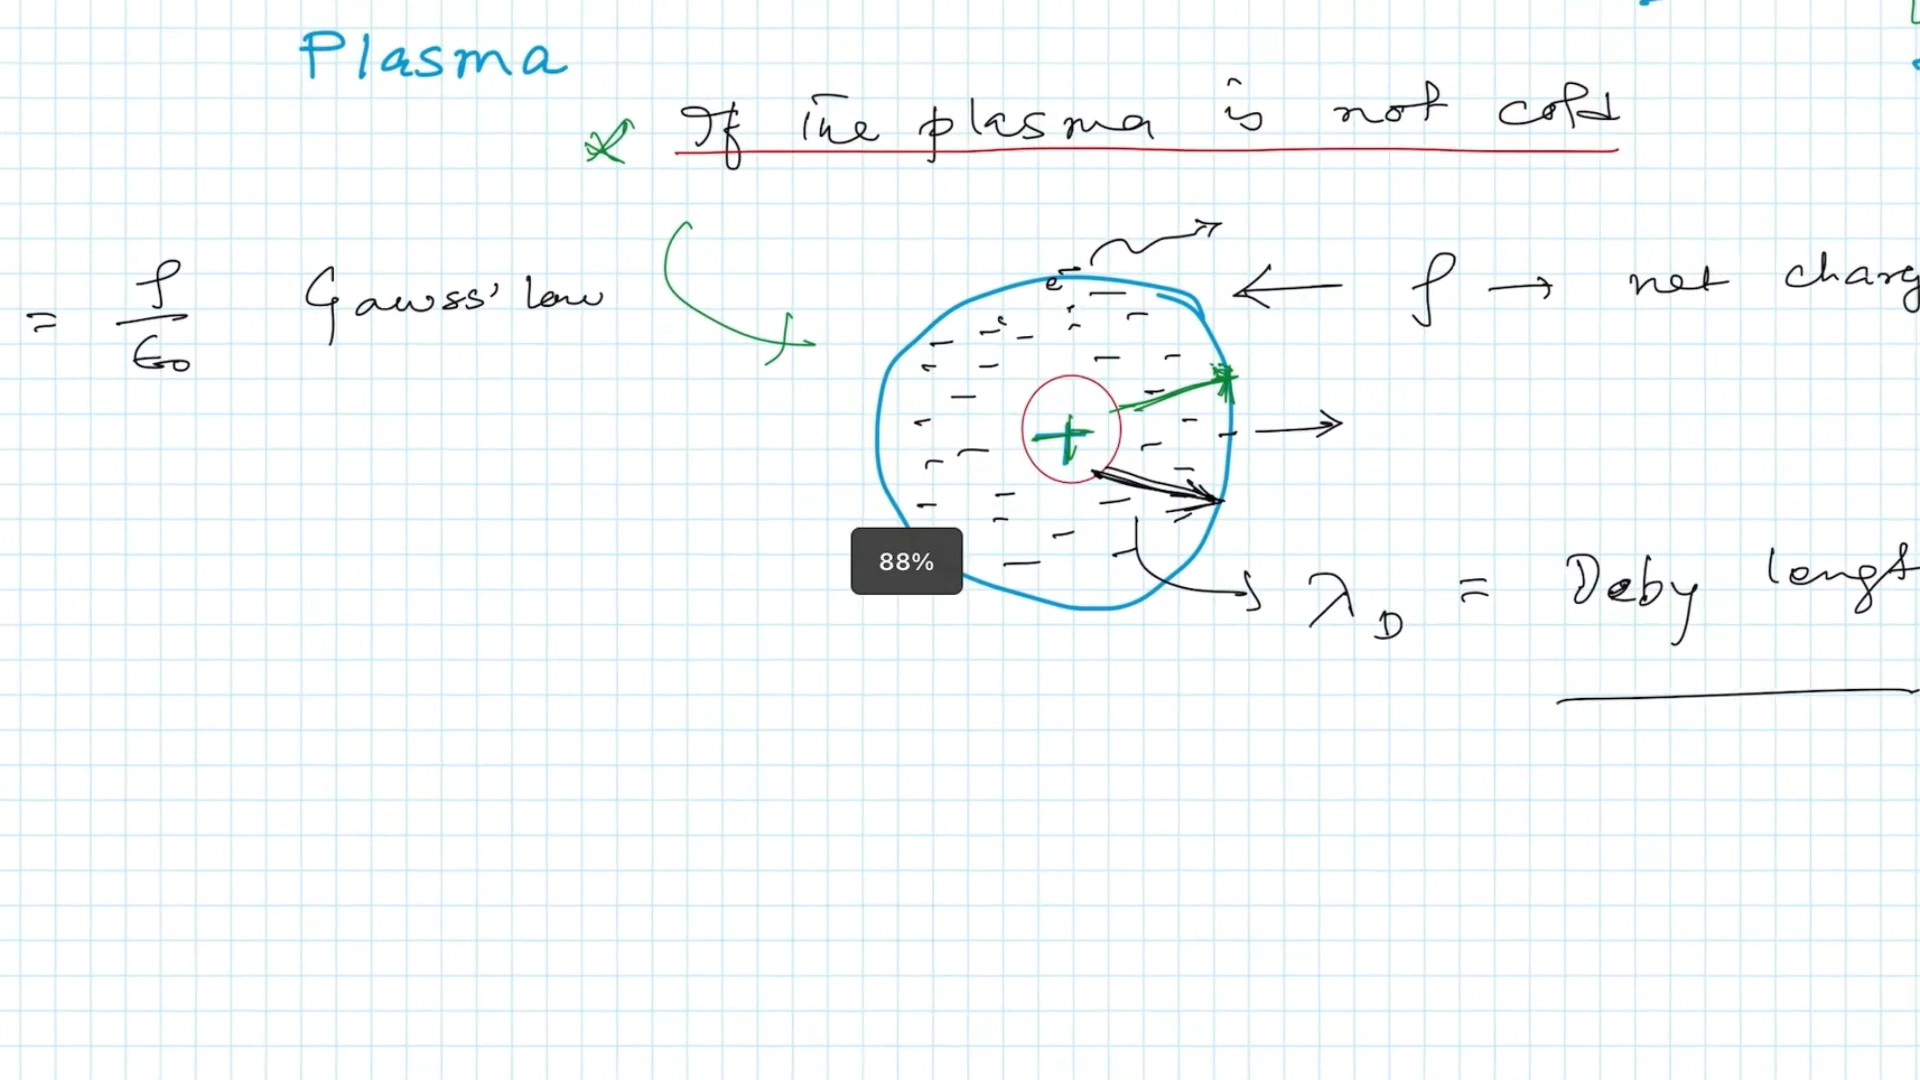 Plasma
* If the plasma is not cold
= ρ/ε₀ Gauss' law
e⁻ ← ρ → net charg
+
88%
λ_D = Deby lengt